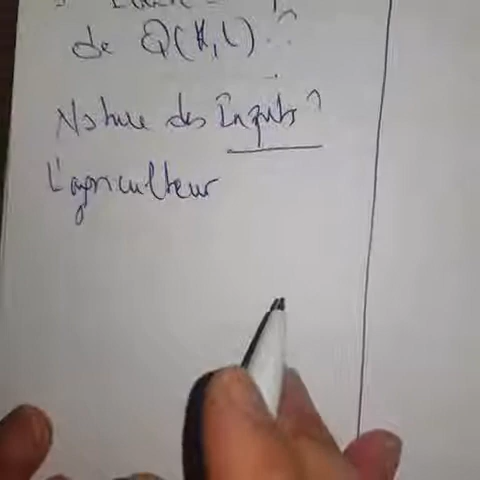 de Q(K,L) ?
Nature des Inputs ?
L'agriculteur